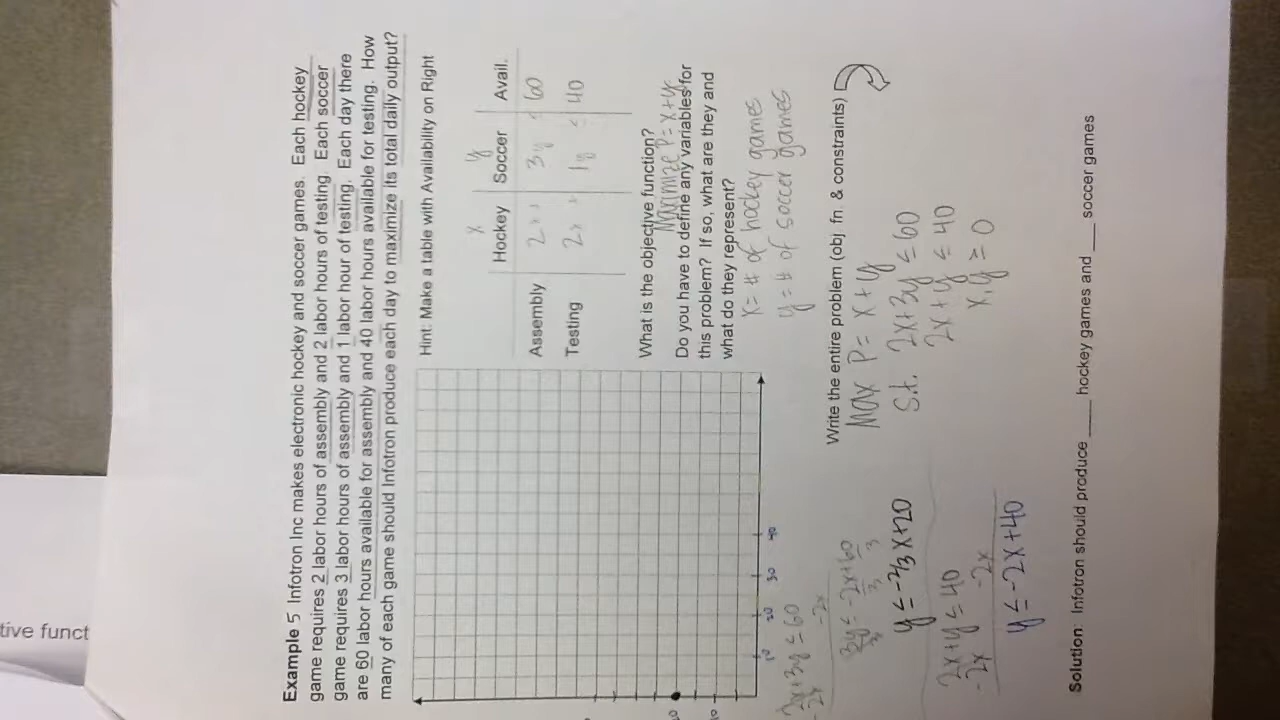 tive funct
Example 5 Infotron Inc makes electronic hockey and soccer games. Each hockey
game requires 2 labor hours of assembly and 2 labor hours of testing. Each soccer
game requires 3 labor hours of assembly and 1 labor hour of testing. Each day there
are 60 labor hours available for assembly and 40 labor hours available for testing. How
many of each game should Infotron produce each day to maximize its total daily output?
Hint: Make a table with Availability on Right
x y
Hockey Soccer Avail.
Assembly 2x + 3y ≤ 60
Testing 2x + 1y ≤ 40
What is the objective function?
Maximize P = x + y
Do you have to define any variables for
this problem? If so, what are they and
what do they represent?
x = # of hockey games
y = # of soccer games
Write the entire problem (obj fn & constraints)
Max P = x + y
s.t. 2x + 3y ≤ 60
2x + y ≤ 40
x, y ≥ 0
10 20 30 40
2x + 3y ≤ 60
-2x -2x
3y ≤ -2x + 60
3 3 3
y ≤ -2/3 x + 20
2x + y ≤ 40
-2x -2x
y ≤ -2x + 40
Solution: Infotron should produce ____ hockey games and ____ soccer games